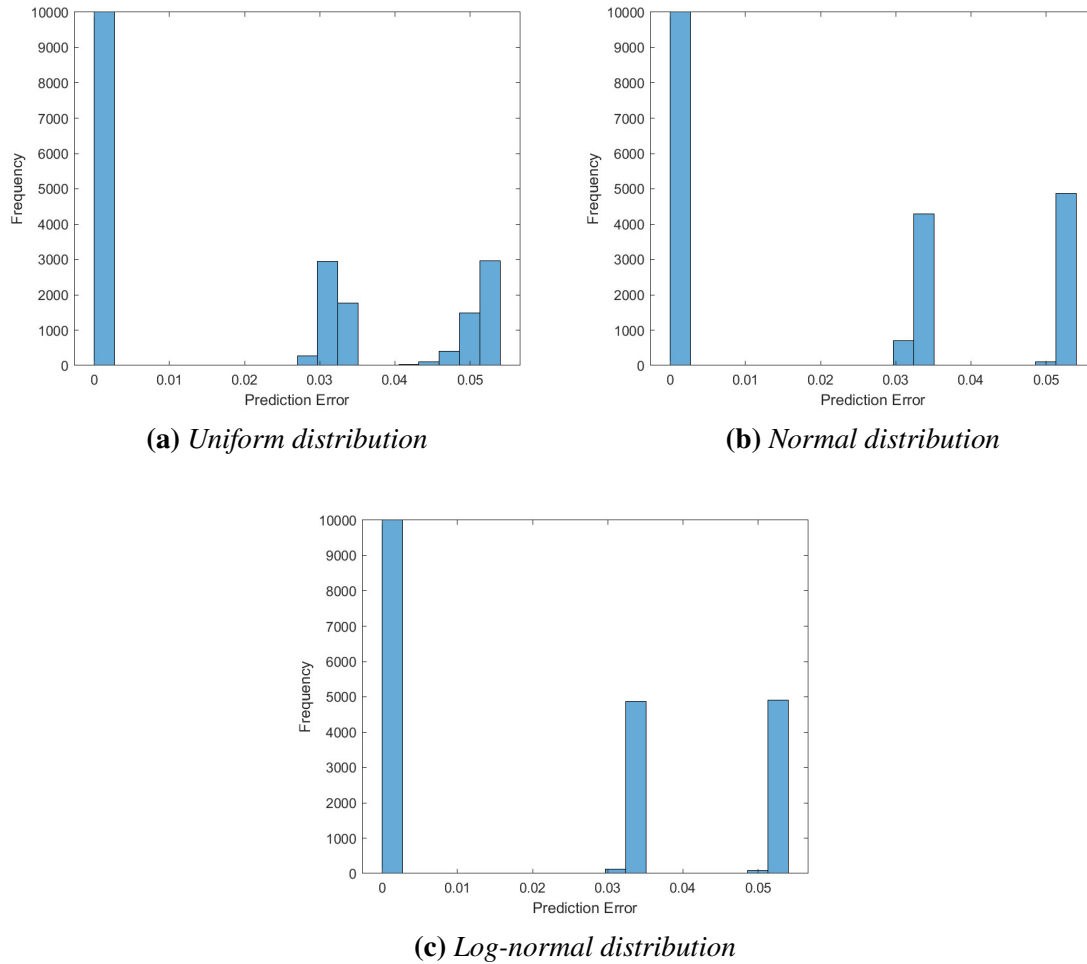 10000
9000
8000
7000
6000
5000
4000
3000
2000
1000
0
Frequency
0 0.01 0.02 0.03 0.04 0.05
Prediction Error
(a) Uniform distribution
10000
9000
8000
7000
6000
5000
4000
3000
2000
1000
0
Frequency
0 0.01 0.02 0.03 0.04 0.05
Prediction Error
(b) Normal distribution
10000
9000
8000
7000
6000
5000
4000
3000
2000
1000
0
Frequency
0 0.01 0.02 0.03 0.04 0.05
Prediction Error
(c) Log-normal distribution